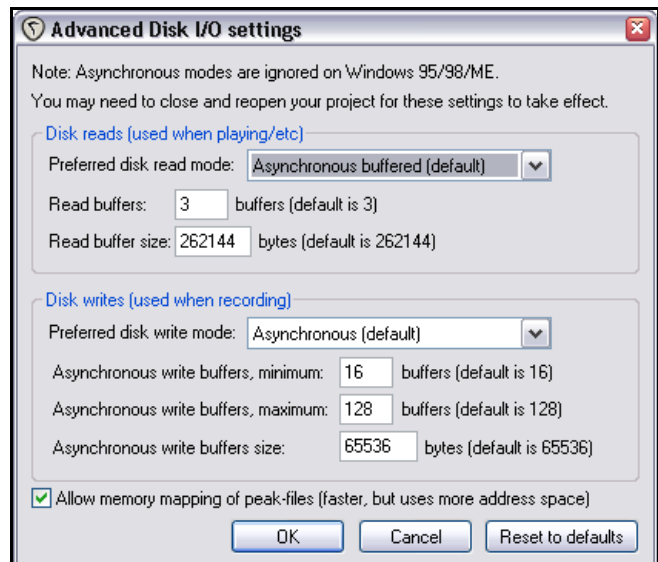 Advanced Disk I/O settings
Note: Asynchronous modes are ignored on Windows 95/98/ME.
You may need to close and reopen your project for these settings to take effect.
Disk reads (used when playing/etc)
Preferred disk read mode: Asynchronous buffered (default)
Read buffers: 3 buffers (default is 3)
Read buffer size: 262144 bytes (default is 262144)
Disk writes (used when recording)
Preferred disk write mode: Asynchronous (default)
Asynchronous write buffers, minimum: 16 buffers (default is 16)
Asynchronous write buffers, maximum: 128 buffers (default is 128)
Asynchronous write buffers size: 65536 bytes (default is 65536)
Allow memory mapping of peak-files (faster, but uses more address space)
OK Cancel Reset to defaults